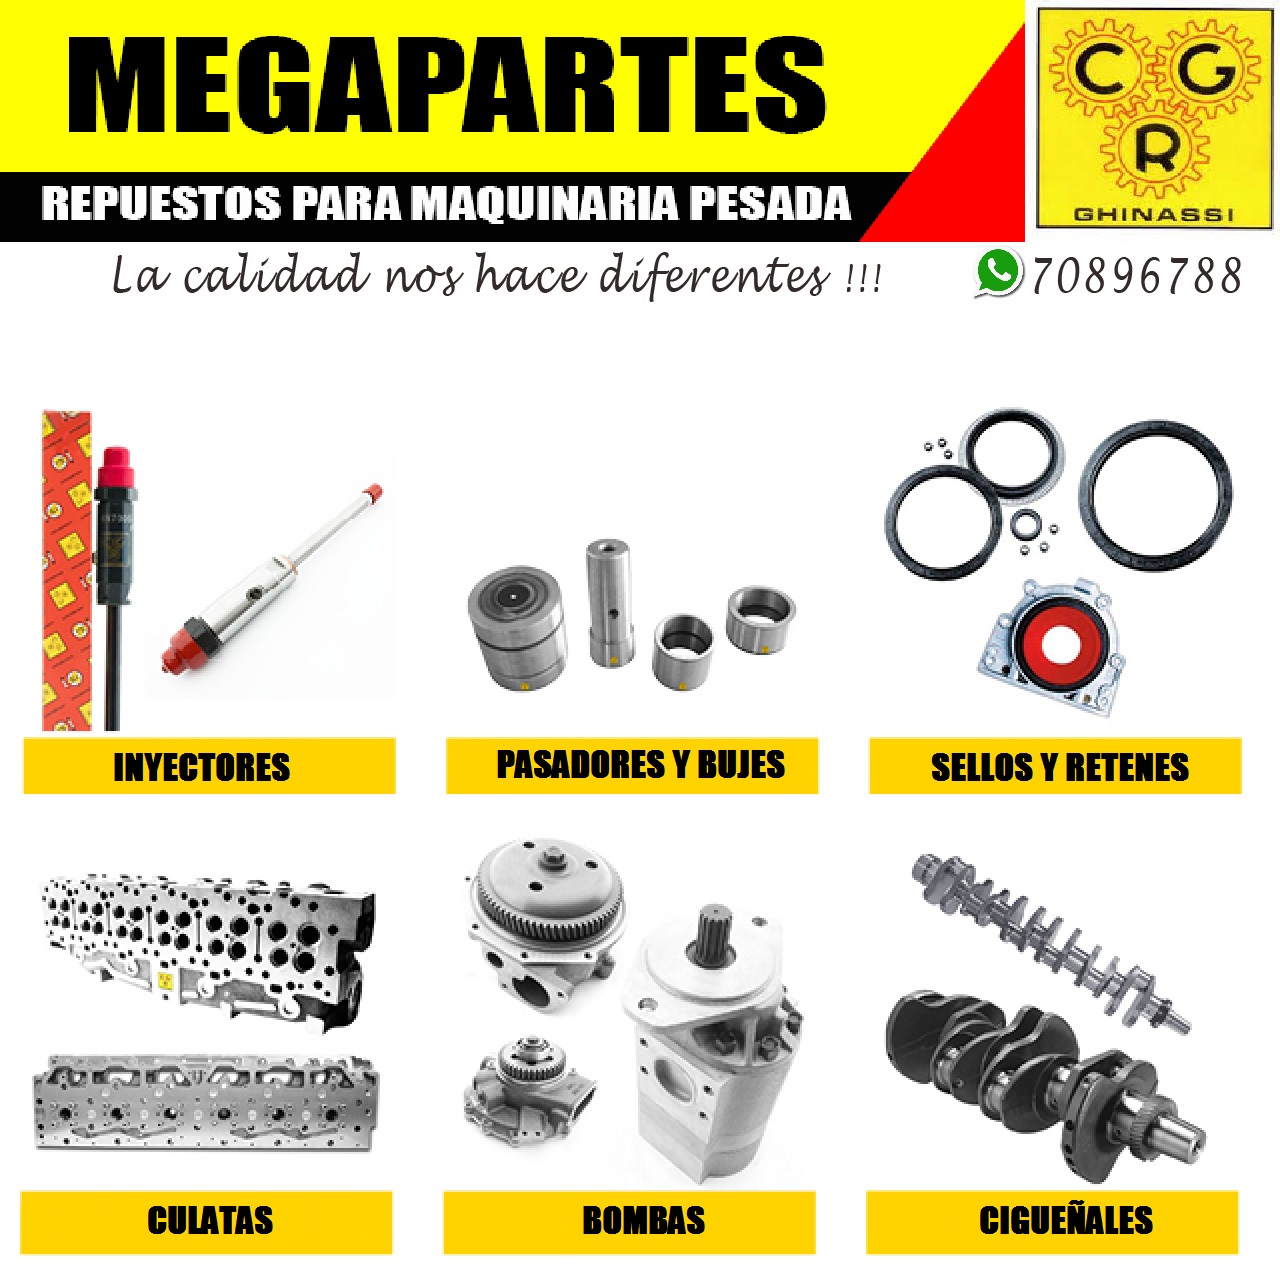 MEGAPARTES
REPUESTOS PARA MAQUINARIA PESADA
C G
R
GHINASSI
La calidad nos hace diferentes !!!
70896788
INYECTORES
PASADORES Y BUJES
SELLOS Y RETENES
CULATAS
BOMBAS
CIGUEÑALES